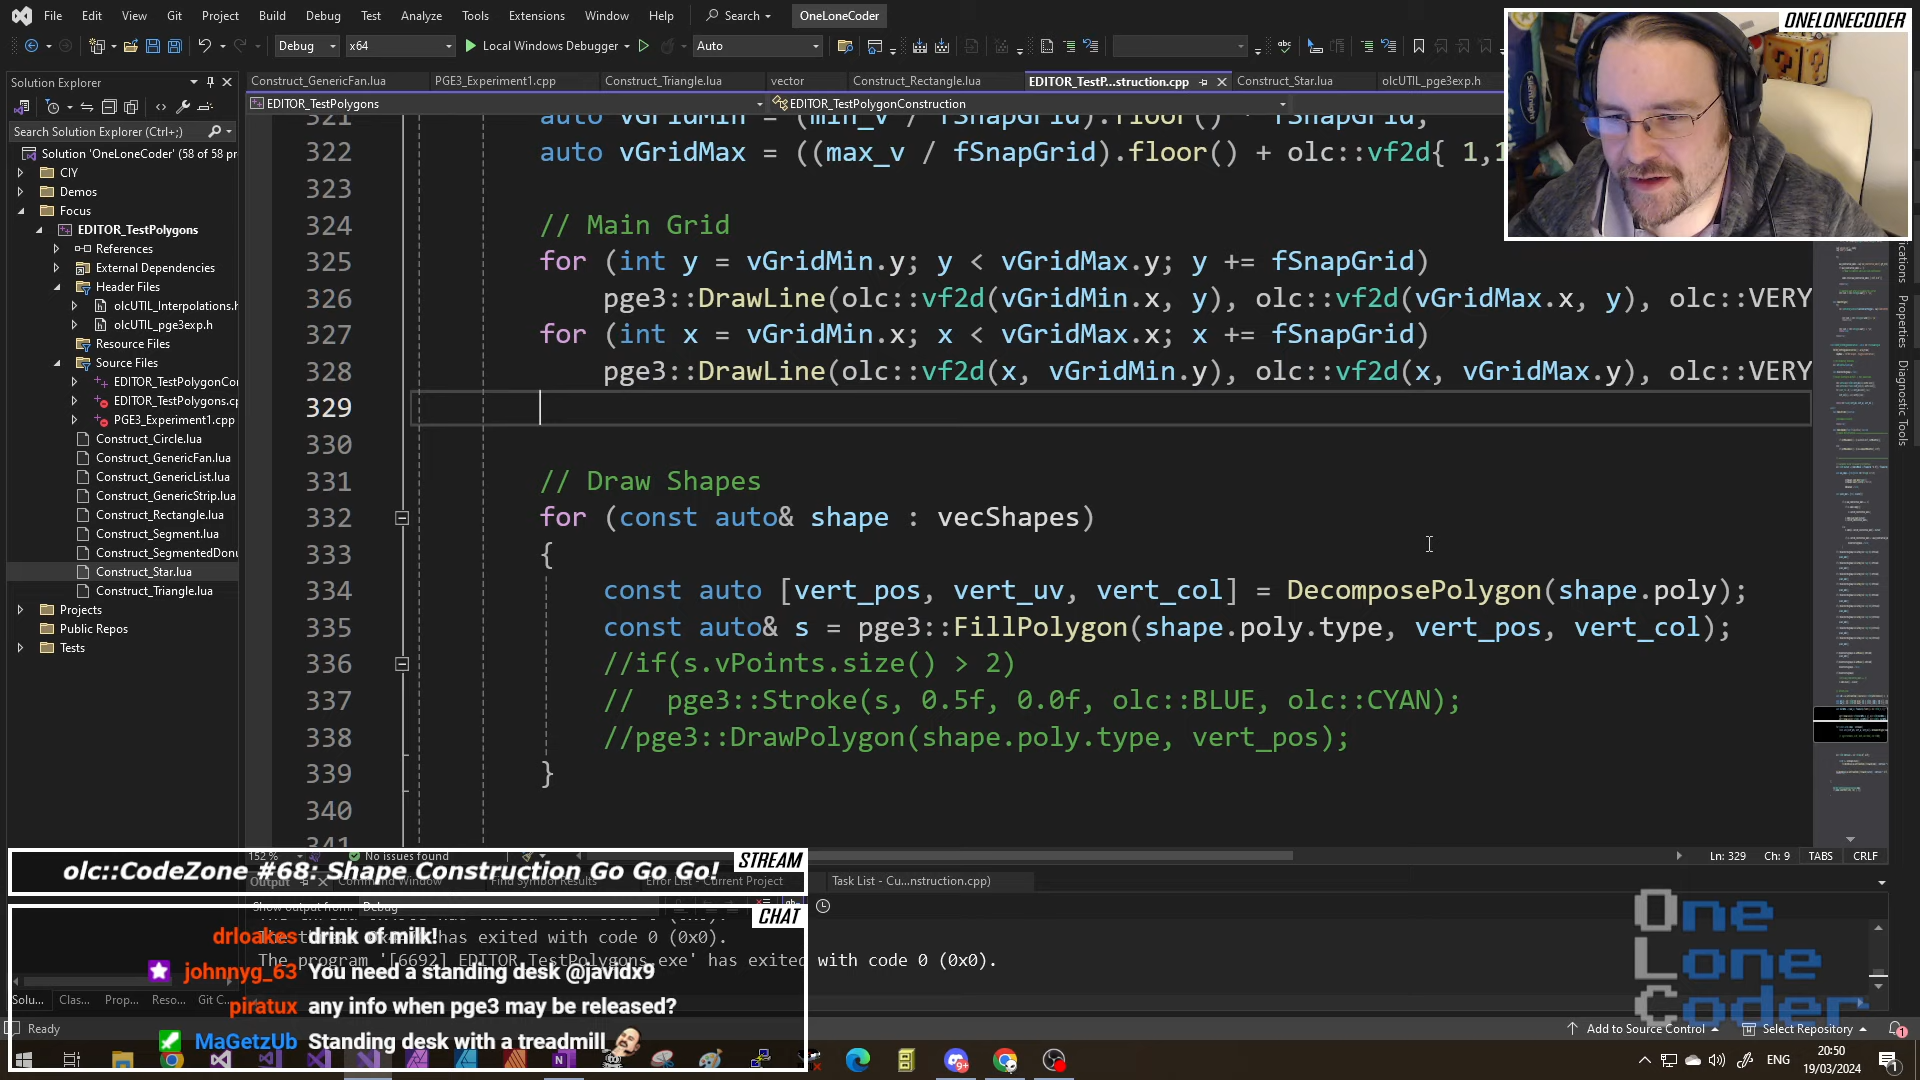 File Edit View Git Project Build Debug Test Analyze Tools Extensions Window Help Search OneLoneCoder
Debug x64 Local Windows Debugger Auto
ONELONECODER
Solution Explorer
Search Solution Explorer (Ctrl+;)
Solution 'OneLoneCoder' (58 of 58 pr
CIY
Demos
Focus
EDITOR_TestPolygons
References
External Dependencies
Header Files
olcUTIL_Interpolations.h
olcUTIL_pge3exp.h
Resource Files
Source Files
EDITOR_TestPolygonCor
EDITOR_TestPolygons.cp
PGE3_Experiment1.cpp
Construct_Circle.lua
Construct_GenericFan.lua
Construct_GenericList.lua
Construct_GenericStrip.lua
Construct_Rectangle.lua
Construct_Segment.lua
Construct_SegmentedDonu
Construct_Star.lua
Construct_Triangle.lua
Projects
Public Repos
Tests
Solu... Clas... Prop... Reso... Git C...
Construct_GenericFan.lua PGE3_Experiment1.cpp Construct_Triangle.lua vector Construct_Rectangle.lua EDITOR_TestP...struction.cpp Construct_Star.lua olcUTIL_pge3exp.h
EDITOR_TestPolygons EDITOR_TestPolygonConstruction
321 auto vGridMin = (min_v / fSnapGrid).floor() * fSnapGrid;
322 auto vGridMax = ((max_v / fSnapGrid).floor() + olc::vf2d{ 1,1
323
324 // Main Grid
325 for (int y = vGridMin.y; y < vGridMax.y; y += fSnapGrid)
326 pge3::DrawLine(olc::vf2d(vGridMin.x, y), olc::vf2d(vGridMax.x, y), olc::VERY
327 for (int x = vGridMin.x; x < vGridMax.x; x += fSnapGrid)
328 pge3::DrawLine(olc::vf2d(x, vGridMin.y), olc::vf2d(x, vGridMax.y), olc::VERY
329
330
331 // Draw Shapes
332 for (const auto& shape : vecShapes)
333 {
334 const auto [vert_pos, vert_uv, vert_col] = DecomposePolygon(shape.poly);
335 const auto& s = pge3::FillPolygon(shape.poly.type, vert_pos, vert_col);
336 //if(s.vPoints.size() > 2)
337 // pge3::Stroke(s, 0.5f, 0.0f, olc::BLUE, olc::CYAN);
338 //pge3::DrawPolygon(shape.poly.type, vert_pos);
339 }
340
341
Properties
Diagnostic Tools
152 % No issues found Ln: 329 Ch: 9 TABS CRLF
olc::CodeZone #68: Shape Construction Go Go Go! STREAM
Output Command Window Find Symbol Results Error List - Current Project Task List - Cu...nstruction.cpp)
Show output from: Debug
has exited with code 0 (0x0).
The program '[6692] EDITOR_TestPolygons.exe' has exited with code 0 (0x0).
CHAT
drloakes drink of milk!
johnnyg_63 You need a standing desk @javidx9
piratux any info when pge3 may be released?
MaGetzUb Standing desk with a treadmill
One
Lone
Coder
Ready Add to Source Control Select Repository 1
ENG 20:50
19/03/2024 1